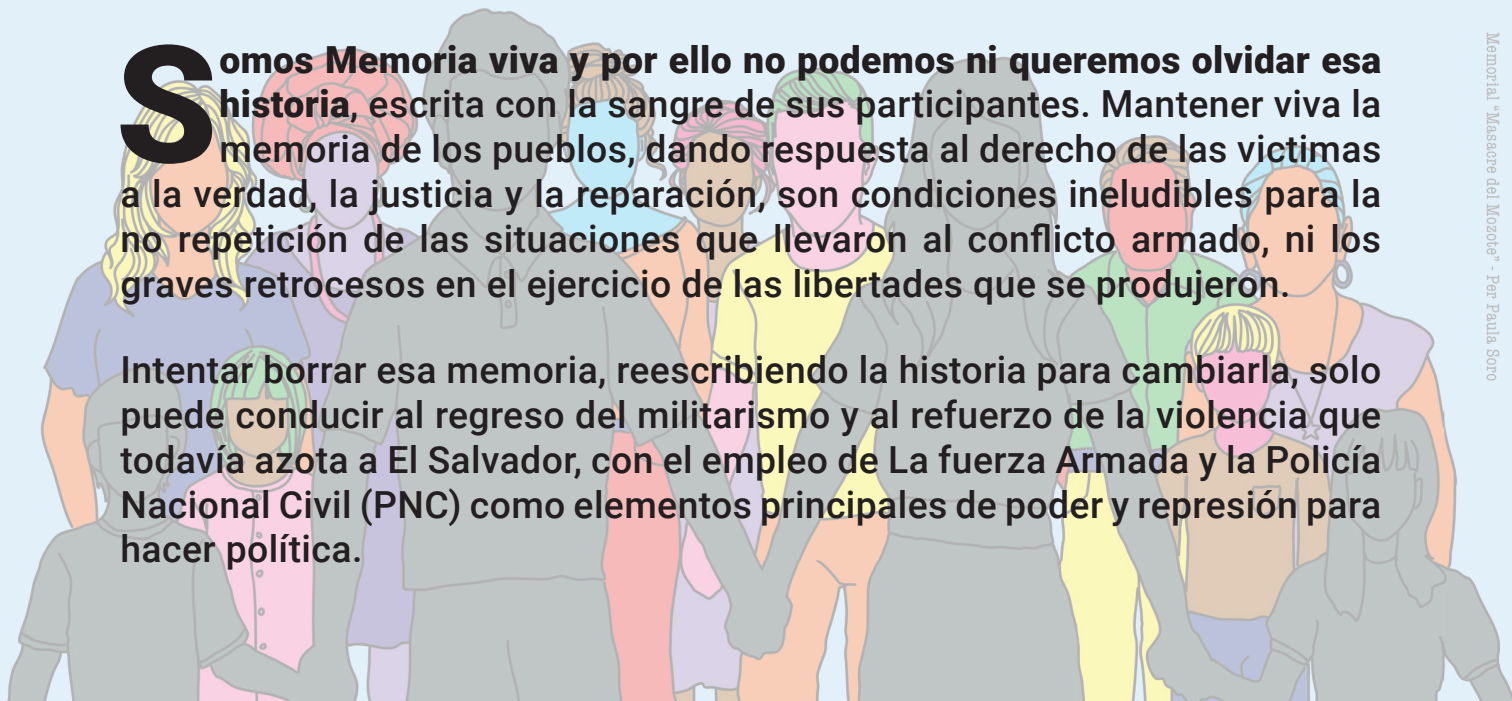 Somos Memoria viva y por ello no podemos ni queremos olvidar esa
historia, escrita con la sangre de sus participantes. Mantener viva la
memoria de los pueblos, dando respuesta al derecho de las victimas
a la verdad, la justicia y la reparación, son condiciones ineludibles para la
no repetición de las situaciones que llevaron al conflicto armado, ni los
graves retrocesos en el ejercicio de las libertades que se produjeron.
Intentar borrar esa memoria, reescribiendo la historia para cambiarla, solo
puede conducir al regreso del militarismo y al refuerzo de la violencia que
todavía azota a El Salvador, con el empleo de La fuerza Armada y la Policía
Nacional Civil (PNC) como elementos principales de poder y represión para
hacer política.
Memorial "Masacre del Mozote" - Per Paula Soro